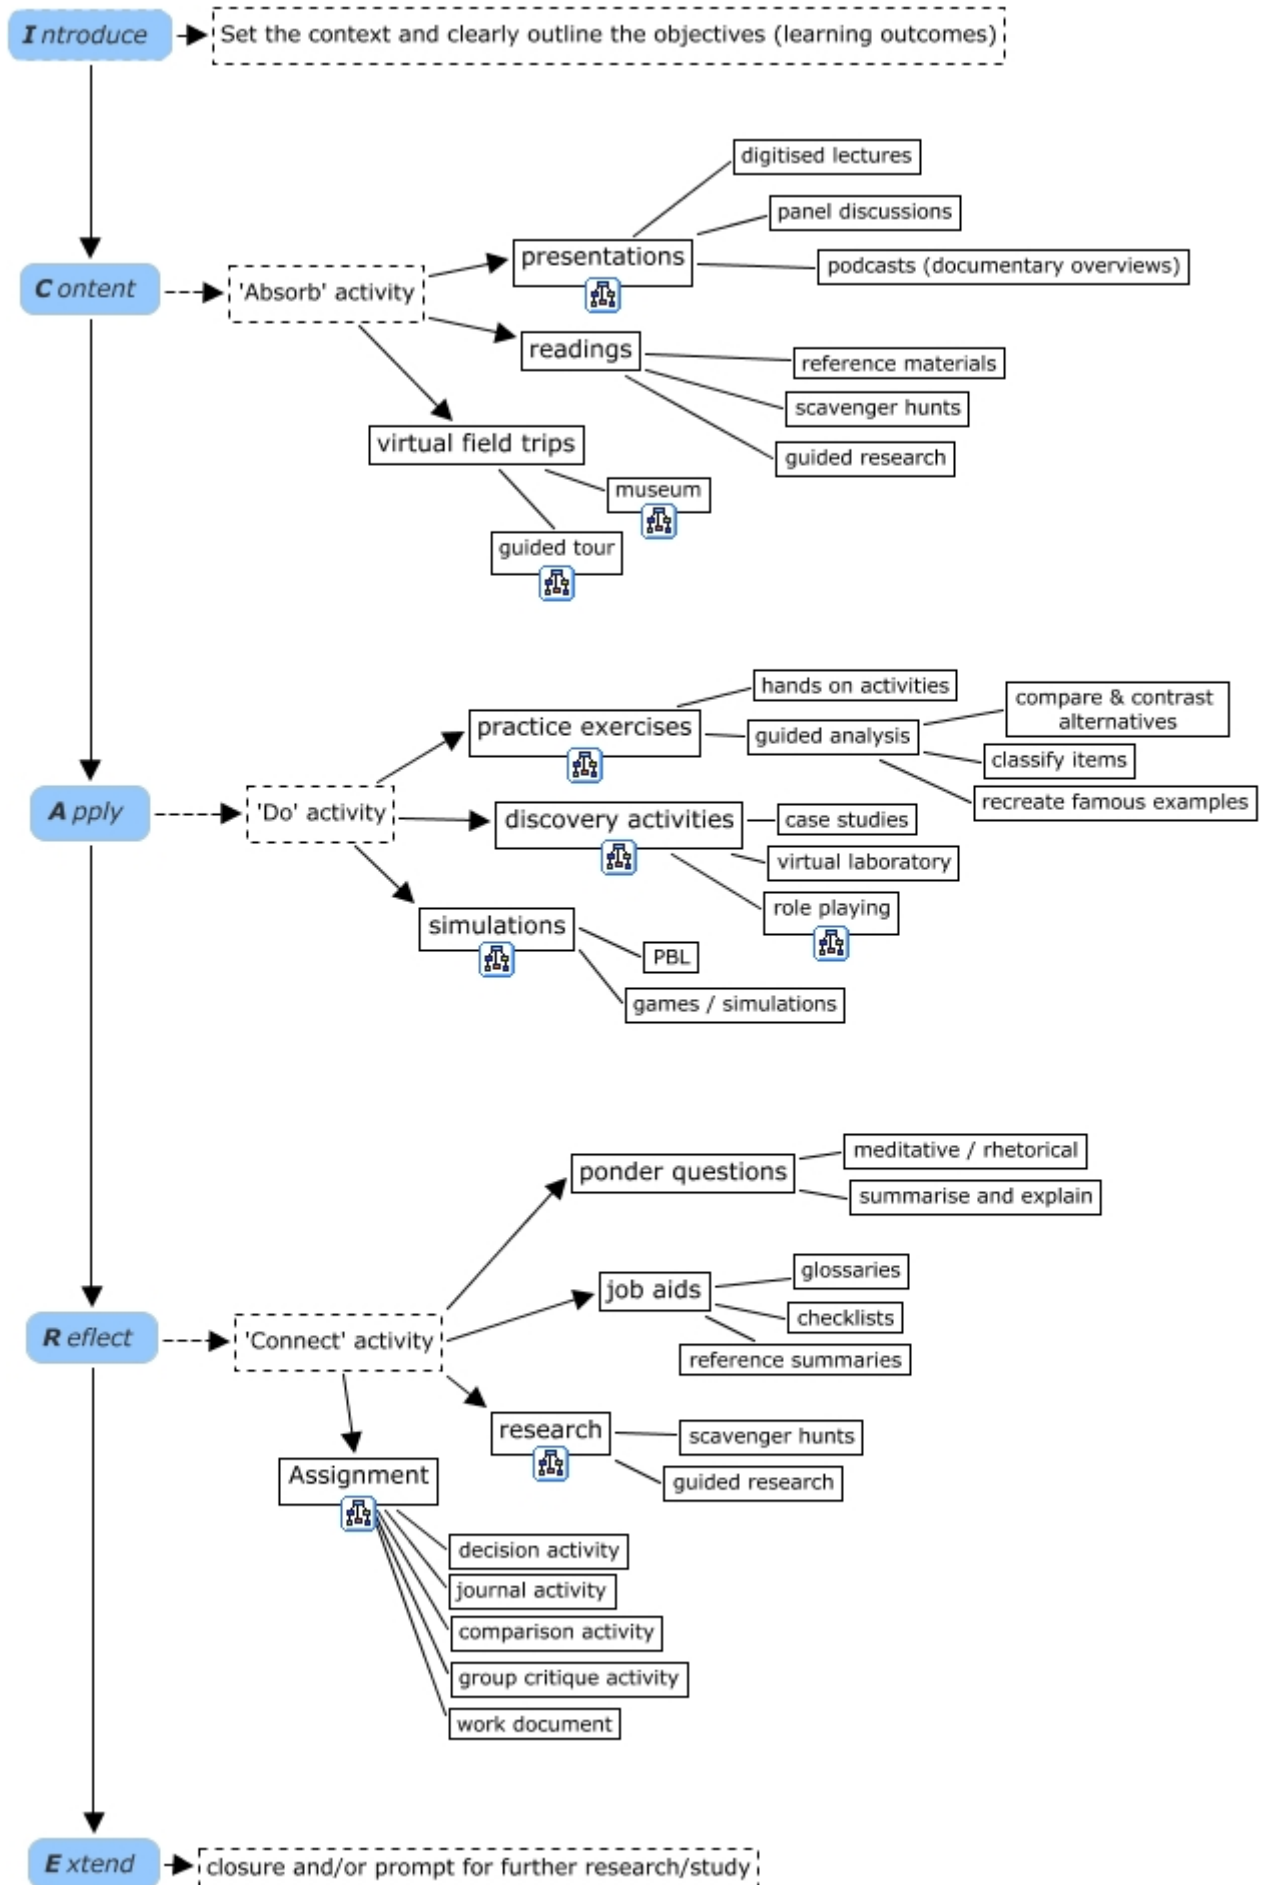 Introduce
Set the context and clearly outline the objectives (learning outcomes)
digitised lectures
panel discussions
presentations
podcasts (documentary overviews)
Content
'Absorb' activity
readings
reference materials
scavenger hunts
guided research
virtual field trips
museum
guided tour
hands on activities
compare & contrast
alternatives
practice exercises
guided analysis
classify items
recreate famous examples
Apply
'Do' activity
discovery activities
case studies
virtual laboratory
role playing
simulations
PBL
games / simulations
ponder questions
meditative / rhetorical
summarise and explain
job aids
glossaries
checklists
reference summaries
Reflect
'Connect' activity
research
scavenger hunts
guided research
Assignment
decision activity
journal activity
comparison activity
group critique activity
work document
Extend
closure and/or prompt for further research/study